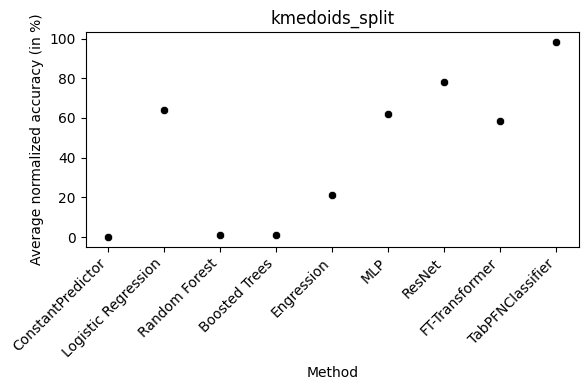 kmedoids_split
Average normalized accuracy (in %)
100
80
60
40
20
0
ConstantPredictor
Logistic Regression
Random Forest
Boosted Trees
Engression
MLP
ResNet
FT-Transformer
TabPFNClassifier
Method